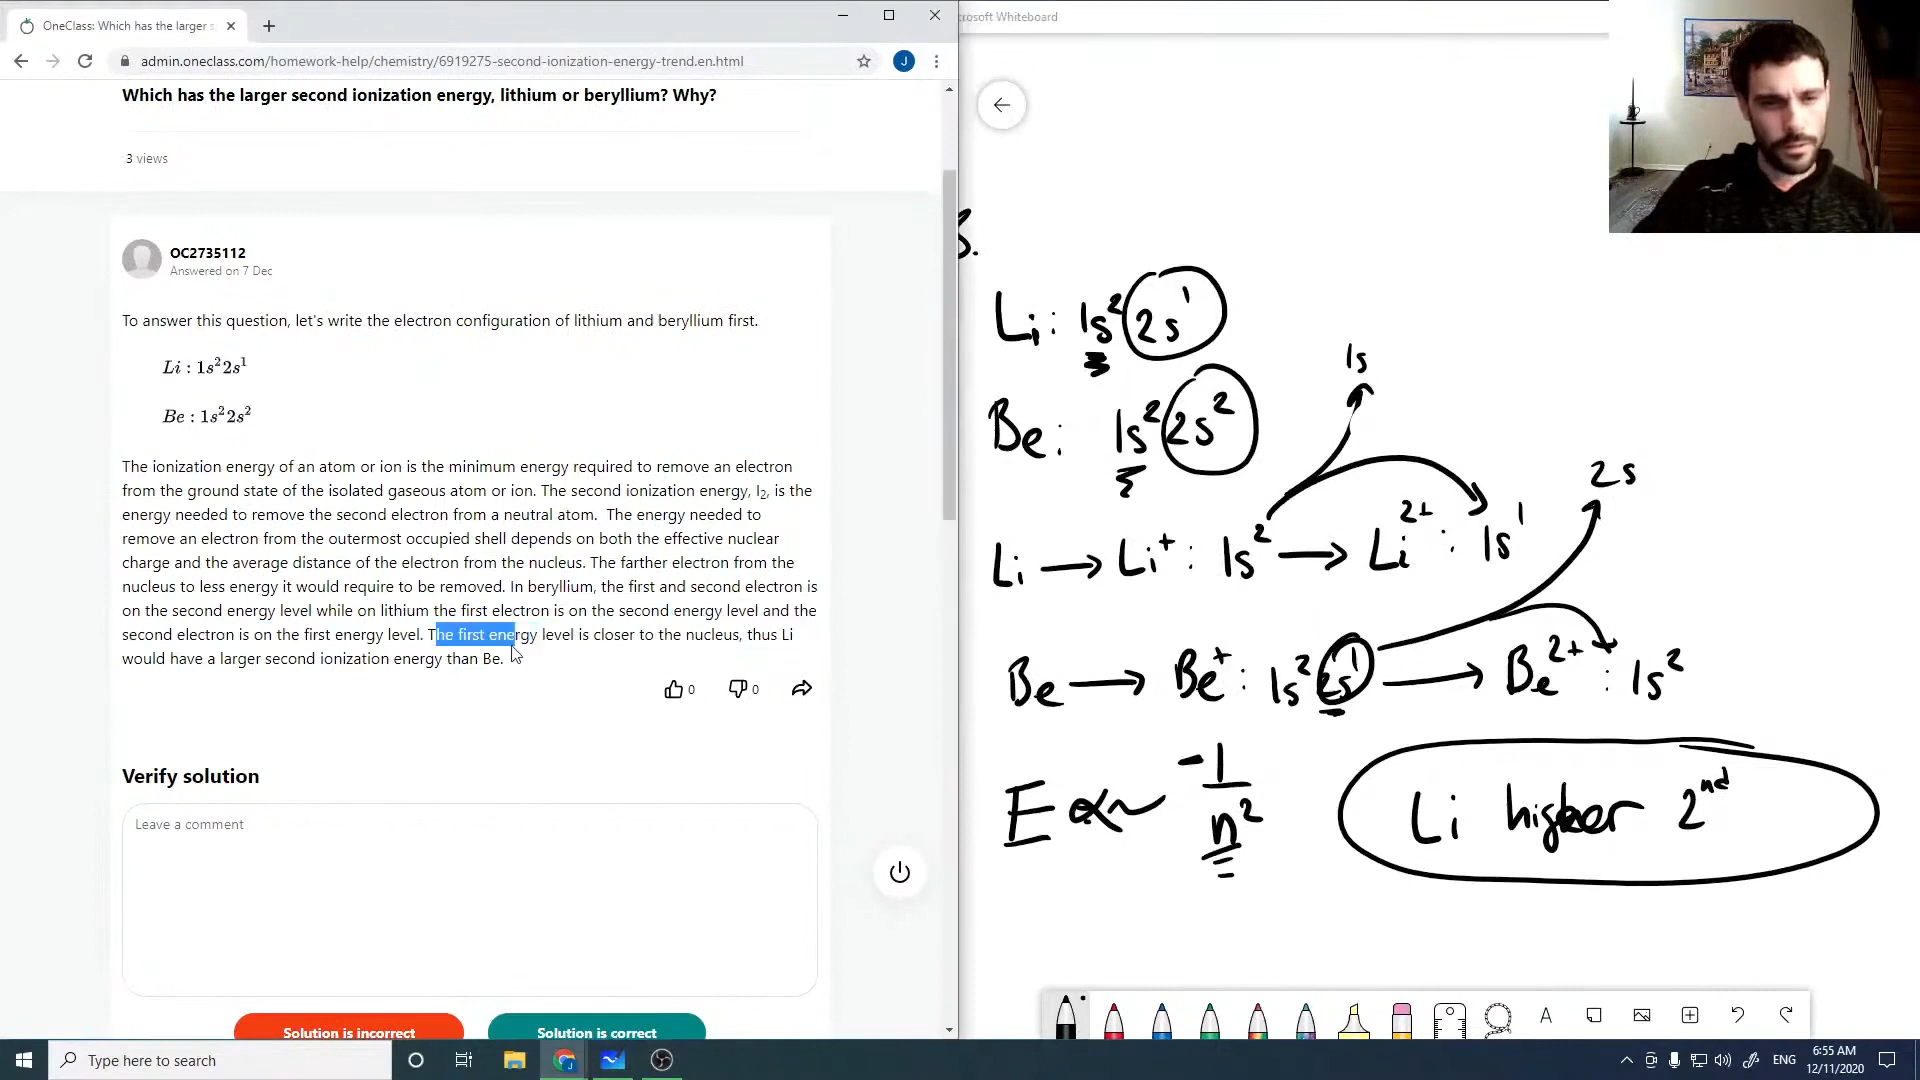 OneClass: Which has the larger s
crosoft Whiteboard
admin.oneclass.com/homework-help/chemistry/6919275-second-ionization-energy-trend.en.html
J
Which has the larger second ionization energy, lithium or beryllium? Why?
3 views
OC2735112
Answered on 7 Dec
To answer this question, let's write the electron configuration of lithium and beryllium first.
Li : 1s²2s¹
Be : 1s²2s²
The ionization energy of an atom or ion is the minimum energy required to remove an electron
from the ground state of the isolated gaseous atom or ion. The second ionization energy, I₂, is the
energy needed to remove the second electron from a neutral atom. The energy needed to
remove an electron from the outermost occupied shell depends on both the effective nuclear
charge and the average distance of the electron from the nucleus. The farther electron from the
nucleus to less energy it would require to be removed. In beryllium, the first and second electron is
on the second energy level while on lithium the first electron is on the second energy level and the
second electron is on the first energy level. The first energy level is closer to the nucleus, thus Li
would have a larger second ionization energy than Be.
0 0
Verify solution
Leave a comment
Solution is incorrect Solution is correct
Li: 1s² 2s¹
Be: 1s² 2s²
1s
2s
Li → Li⁺: 1s² → Li²⁺: 1s¹
Be → Be⁺: 1s² 2s¹ → Be²⁺: 1s²
E ∝ -1/n²
Li higher 2nd
A
Type here to search
ENG
6:55 AM
12/11/2020